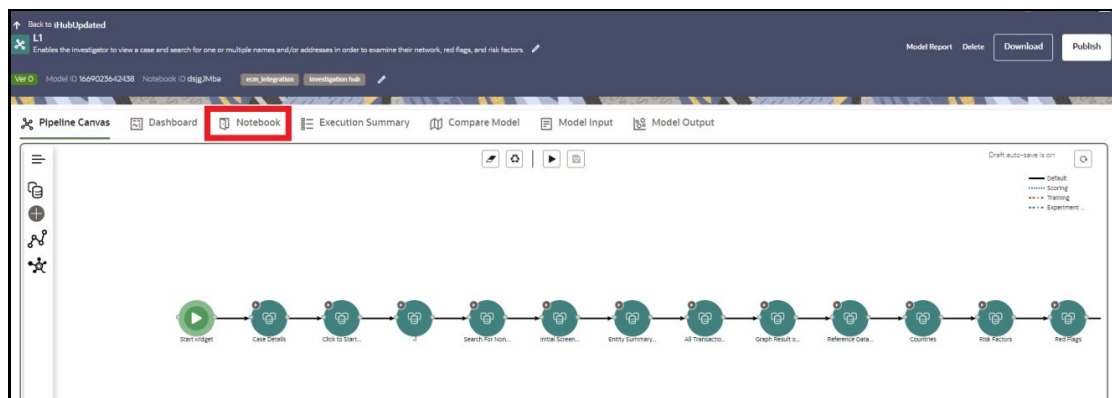 Back to iHubUpdated
L1
Enables the investigator to view a case and search for one or multiple names and/or addresses in order to examine their network, red flags, and risk factors.
Model Report Delete Download Publish
Ver 0 Model ID 1669023642438 Notebook ID dsjgJMba ecm_integration investigation hub
Pipeline Canvas Dashboard Notebook Execution Summary Compare Model Model Input Model Output
Draft auto-save is on
Default
Scoring
Training
Experiment...
Start widget Case Details Click to Start... Search For Non... Initial Screen... Entity Summary... All Transactio... Graph Result o... Reference Data... Countries Risk Factors Red Flags